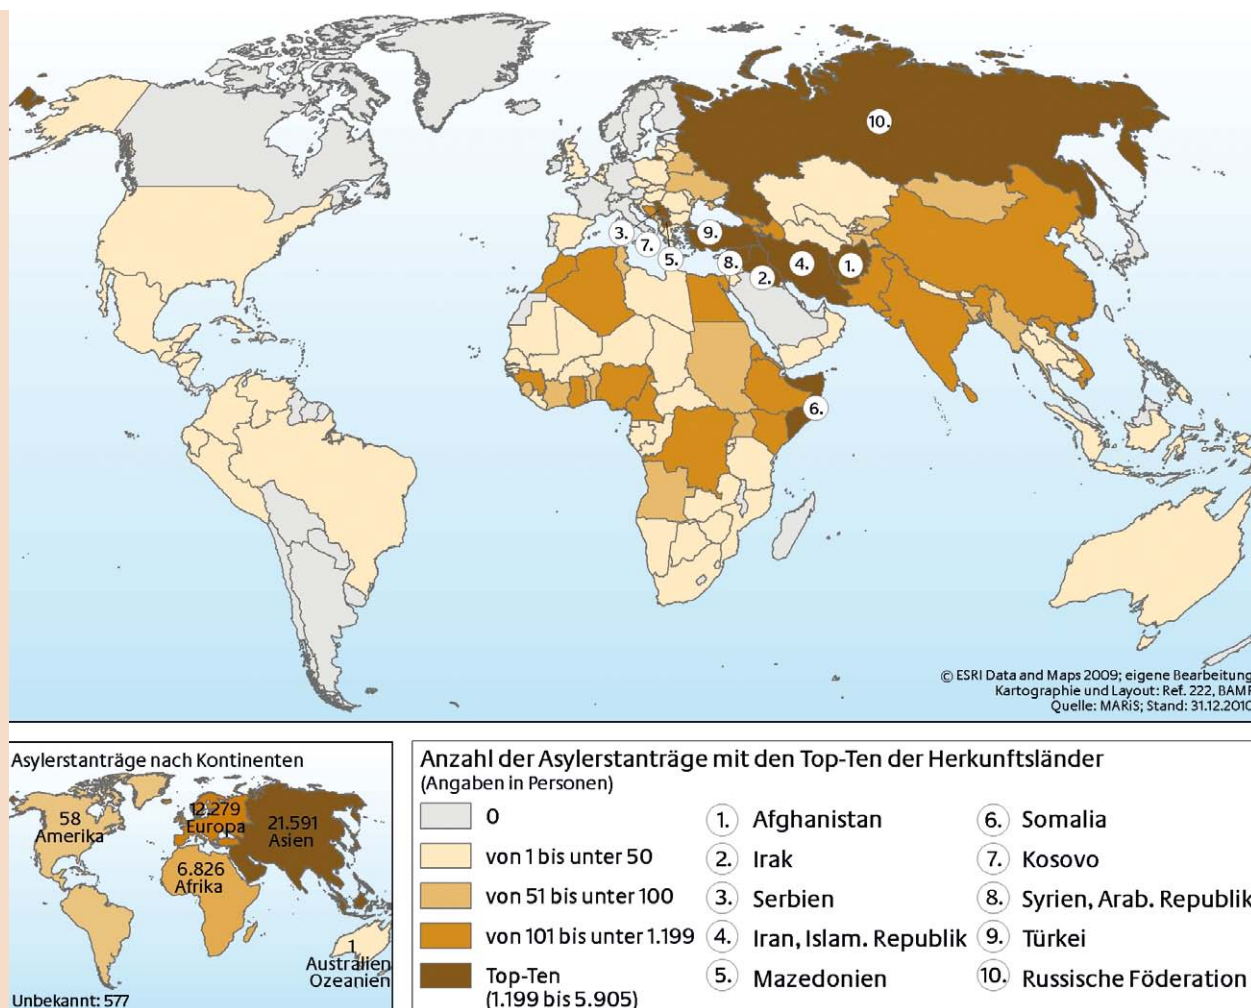 10.
3.
7.
5.
9.
8.
2.
4.
1.
6.
© ESRI Data and Maps 2009; eigene Bearbeitung
Kartographie und Layout: Ref. 222, BAMF
Quelle: MARiS; Stand: 31.12.2010
Asylerstanträge nach Kontinenten
58
Amerika
12.279
Europa
21.591
Asien
6.826
Afrika
1
Australien
Ozeanien
Unbekannt: 577
Anzahl der Asylerstanträge mit den Top-Ten der Herkunftsländer
(Angaben in Personen)
0
von 1 bis unter 50
von 51 bis unter 100
von 101 bis unter 1.199
Top-Ten
(1.199 bis 5.905)
1. Afghanistan
2. Irak
3. Serbien
4. Iran, Islam. Republik
5. Mazedonien
6. Somalia
7. Kosovo
8. Syrien, Arab. Republik
9. Türkei
10. Russische Föderation